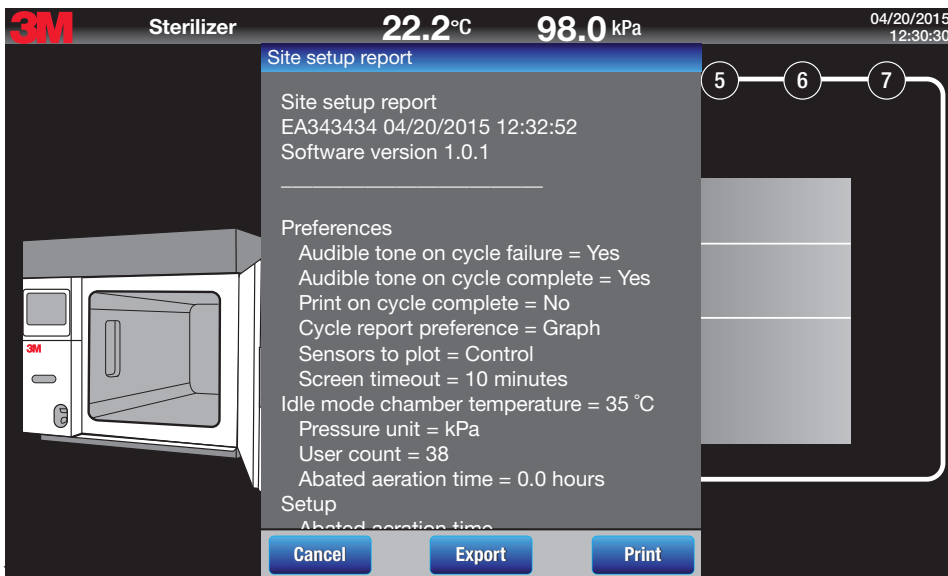 3M Sterilizer 22.2°C 98.0 kPa 04/20/2015
12:30:30
Site setup report
5 6 7
Site setup report
EA343434 04/20/2015 12:32:52
Software version 1.0.1
Preferences
Audible tone on cycle failure = Yes
Audible tone on cycle complete = Yes
Print on cycle complete = No
Cycle report preference = Graph
Sensors to plot = Control
Screen timeout = 10 minutes
Idle mode chamber temperature = 35 ˚C
Pressure unit = kPa
User count = 38
Abated aeration time = 0.0 hours
Setup
Abated aeration time
3M
Cancel Export Print